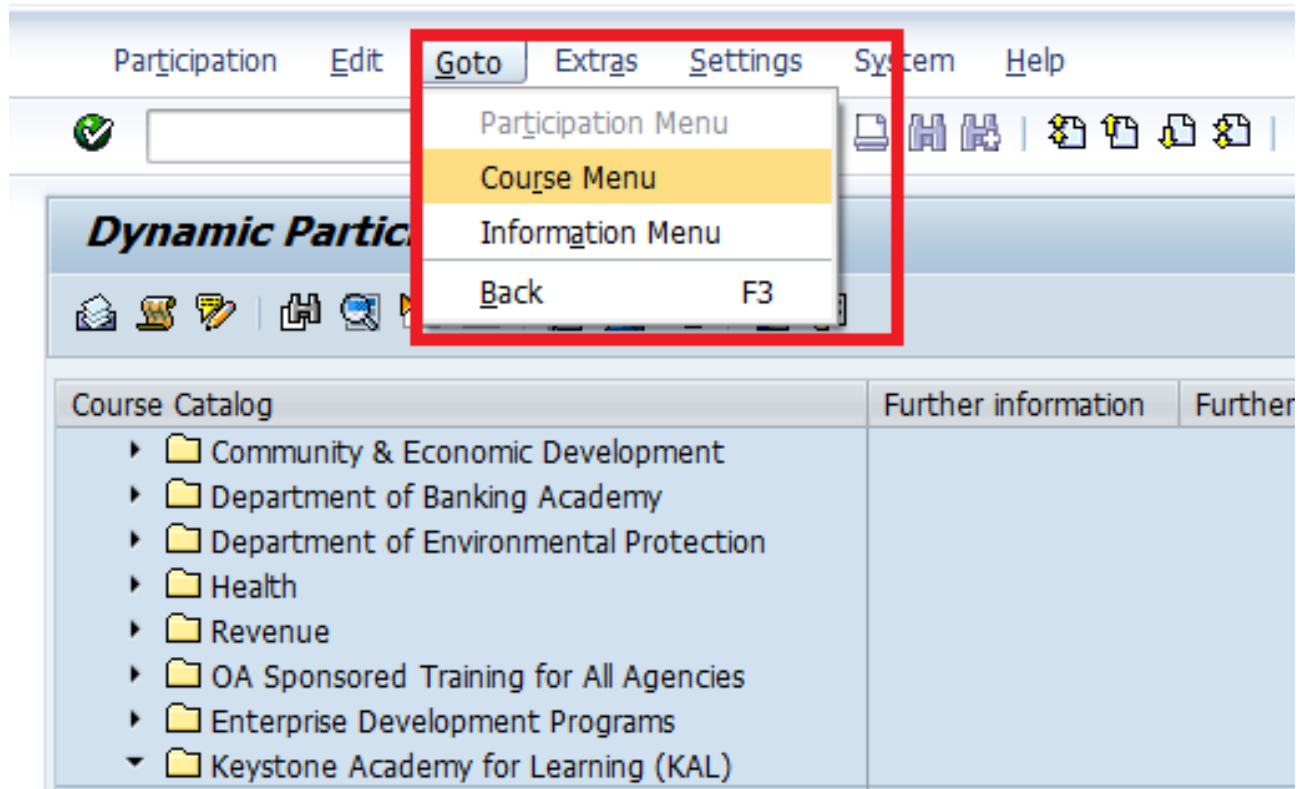 Participation Edit Goto Extras Settings System Help
Participation Menu
Course Menu
Information Menu
Back F3
Dynamic
Course Catalog Further information Further
Community & Economic Development
Department of Banking Academy
Department of Environmental Protection
Health
Revenue
OA Sponsored Training for All Agencies
Enterprise Development Programs
Keystone Academy for Learning (KAL)